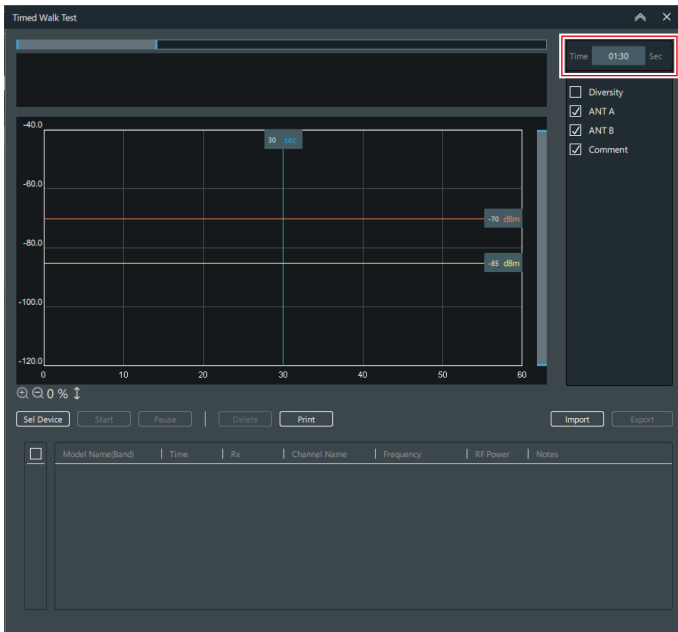 Timed Walk Test
Time 01:30 Sec
Diversity
ANT A
ANT B
Comment
-40.0
30 sec
-60.0
-70 dBm
-80.0
-85 dBm
-100.0
-120.0
0 10 20 30 40 50 60
0 %
Sel Device Start Pause Delete Print Import Export
Model Name(Band) Time Rx Channel Name Frequency RF Power Notes